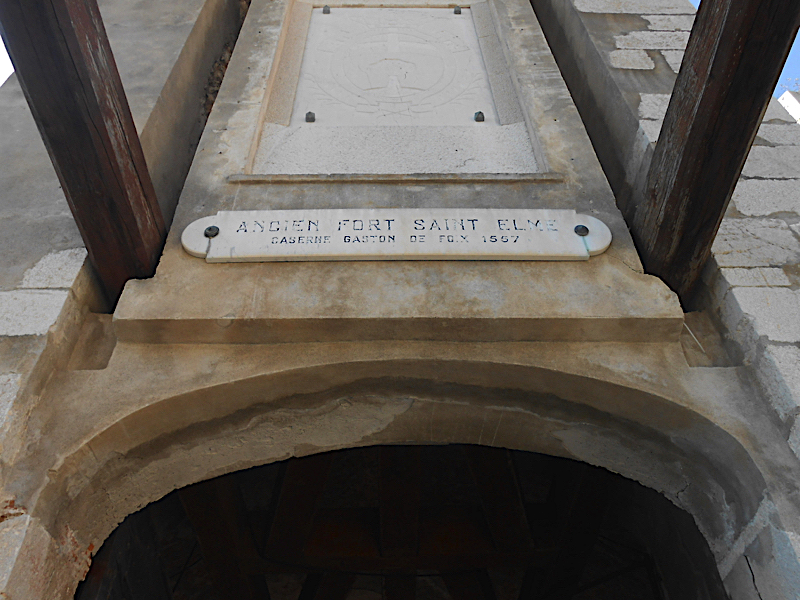 ANCIEN FORT SAINT ELME
CASERNE GASTON DE FOIX 1557